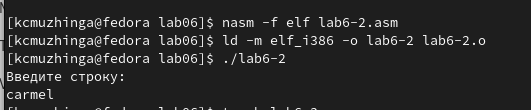 [kcmuzhinga@fedora lab06]$ nasm -f elf lab6-2.asm
[kcmuzhinga@fedora lab06]$ ld -m elf_i386 -o lab6-2 lab6-2.o
[kcmuzhinga@fedora lab06]$ ./lab6-2
Введите строку:
carmel